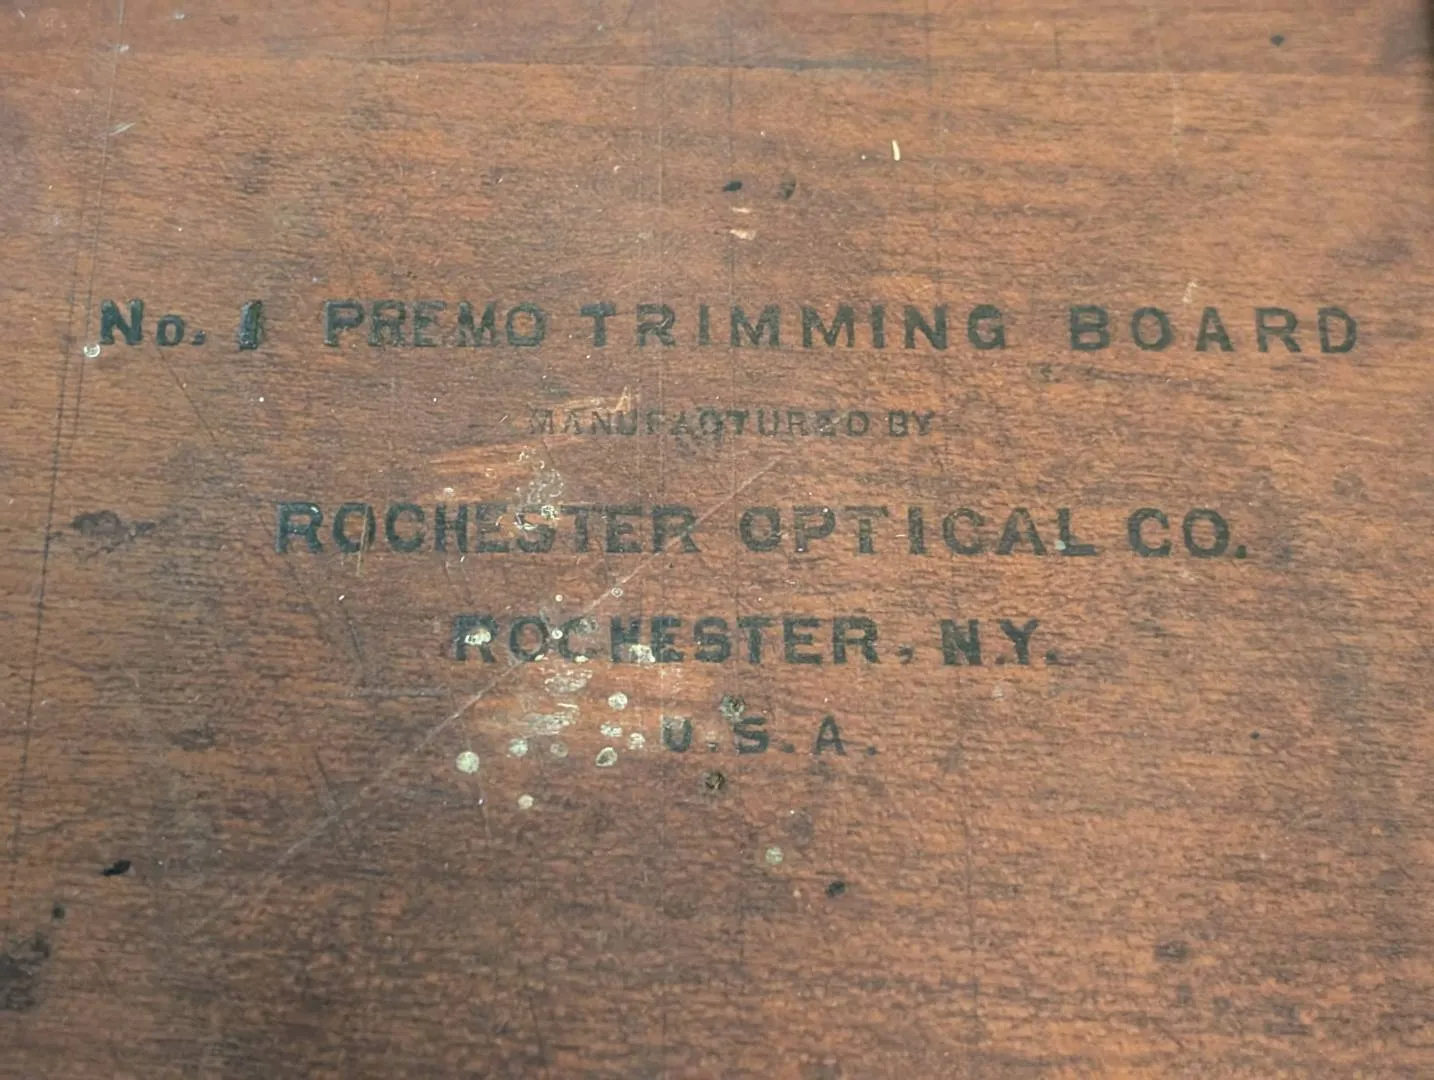 No. 1 PREMO TRIMMING BOARD
MANUFACTURED BY
ROCHESTER OPTICAL CO.
ROCHESTER, N.Y.
U.S.A.